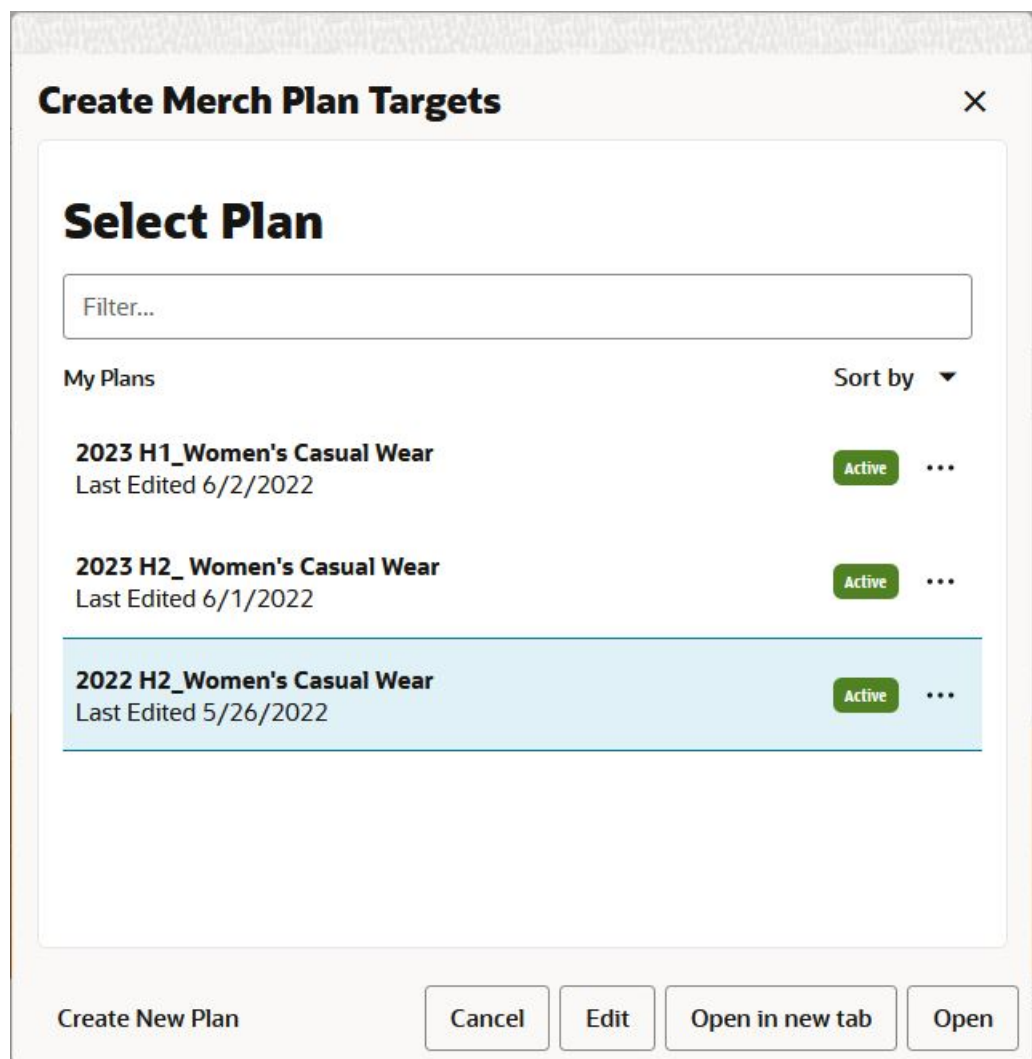 Create Merch Plan Targets
Select Plan
Filter...
My Plans Sort by
2023 H1_Women's Casual Wear
Last Edited 6/2/2022
Active
2023 H2_ Women's Casual Wear
Last Edited 6/1/2022
Active
2022 H2_Women's Casual Wear
Last Edited 5/26/2022
Active
Create New Plan Cancel Edit Open in new tab Open